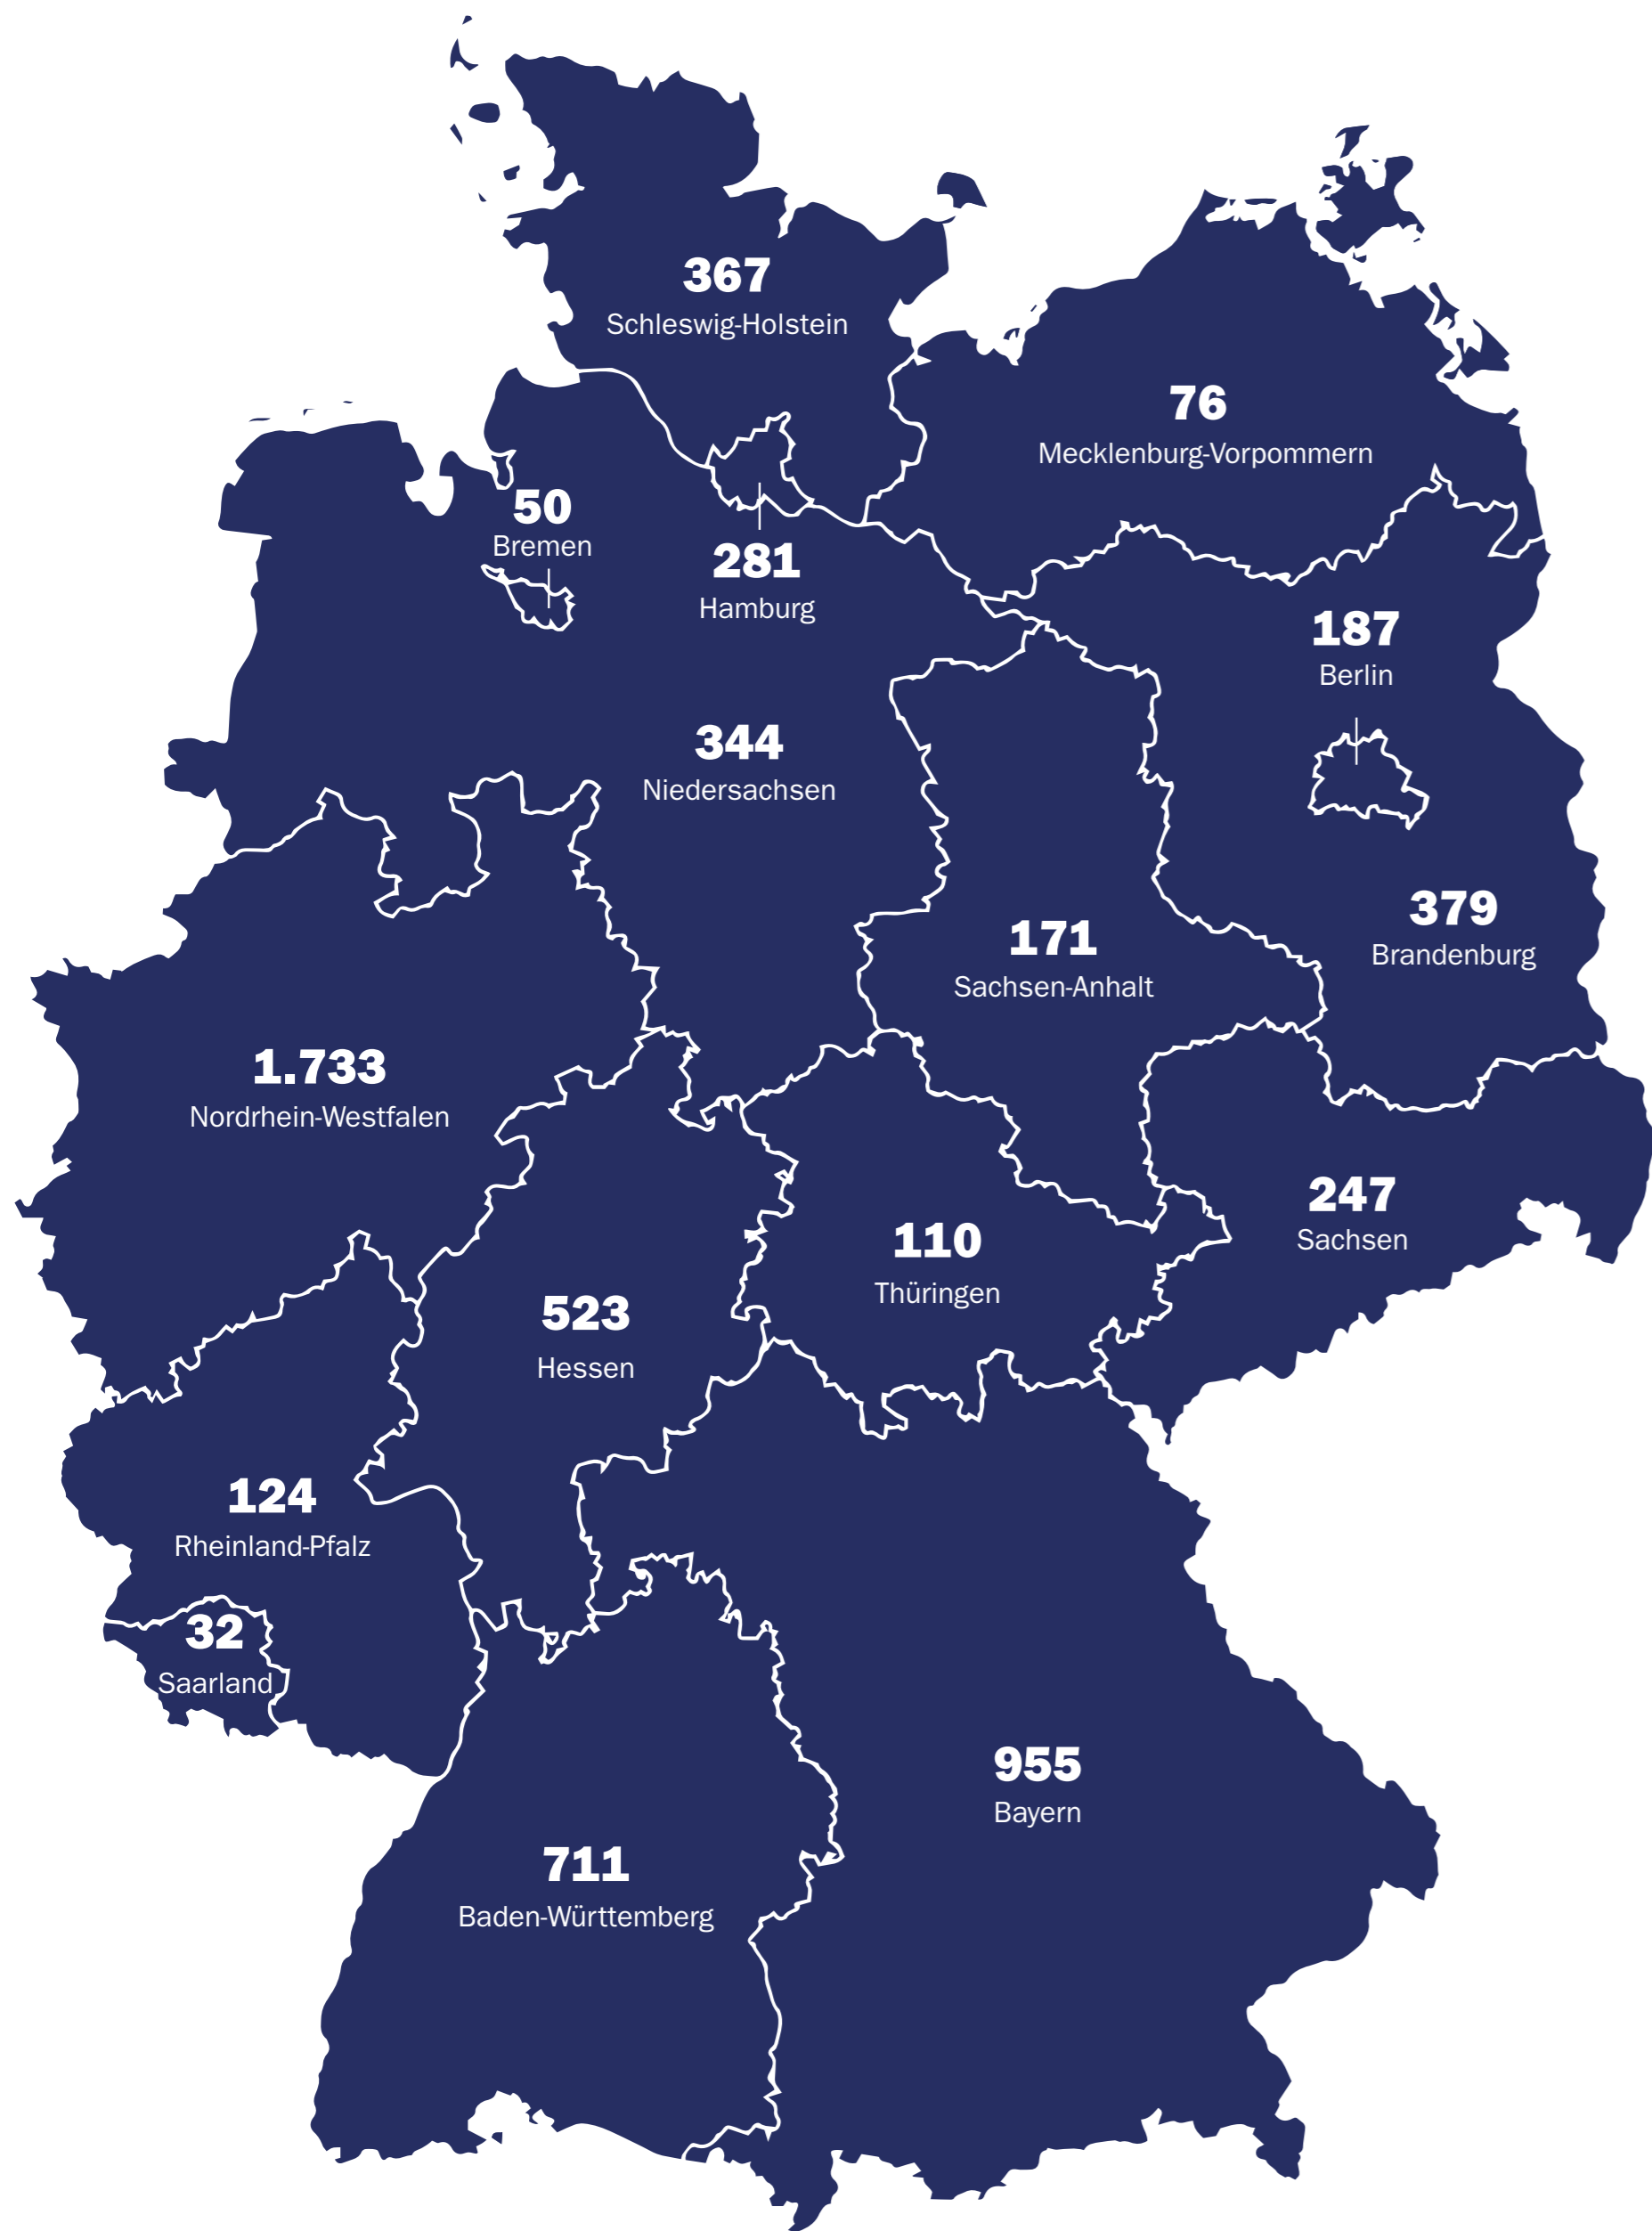 367
Schleswig-Holstein
76
Mecklenburg-Vorpommern
50
Bremen
281
Hamburg
187
Berlin
344
Niedersachsen
379
Brandenburg
171
Sachsen-Anhalt
1.733
Nordrhein-Westfalen
247
Sachsen
110
Thüringen
523
Hessen
124
Rheinland-Pfalz
32
Saarland
955
Bayern
711
Baden-Württemberg